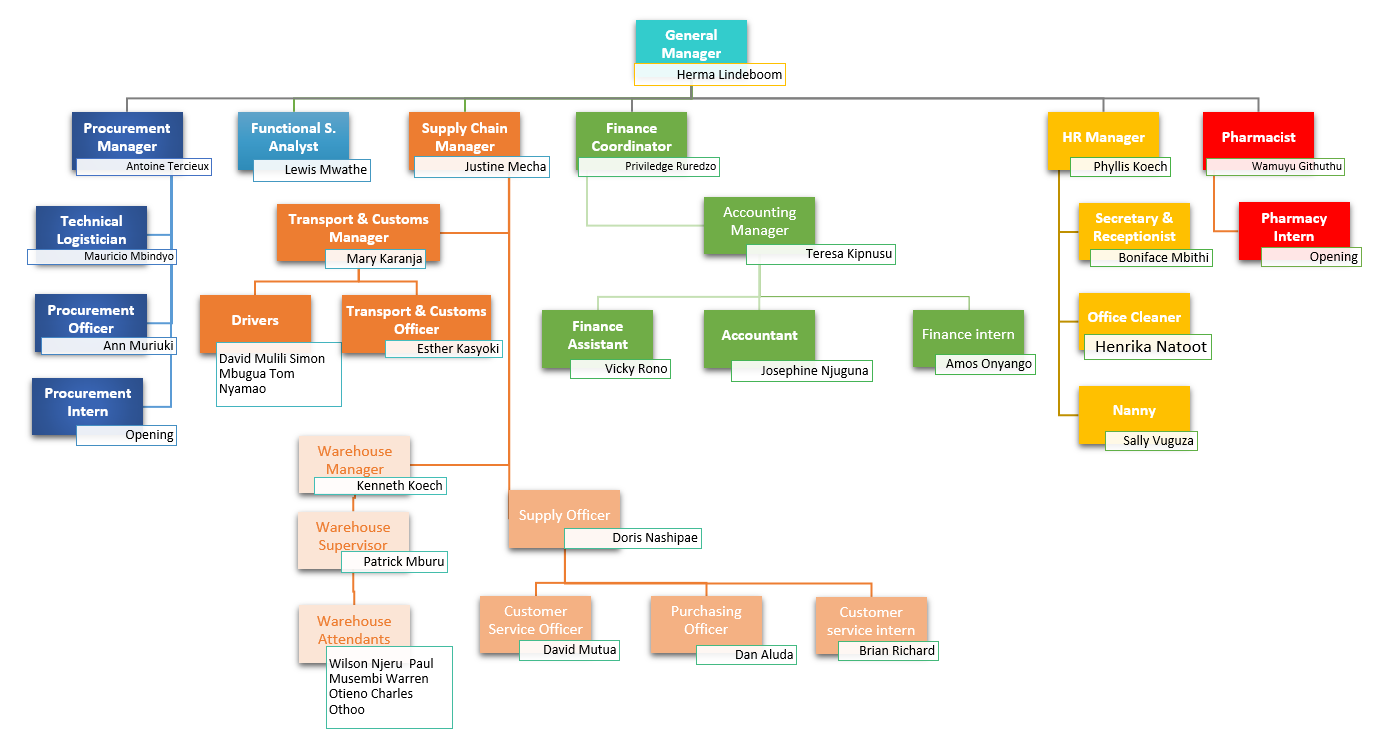 General
Manager
Herma Lindeboom
Procurement
Manager
Antoine Tercieux
Functional S.
Analyst
Lewis Mwathe
Supply Chain
Manager
Justine Mecha
Finance
Coordinator
Priviledge Ruredzo
HR Manager
Phyllis Koech
Pharmacist
Wamuyu Githuthu
Technical
Logistician
Mauricio Mbindyo
Transport & Customs
Manager
Mary Karanja
Accounting
Manager
Teresa Kipnusu
Secretary &
Receptionist
Boniface Mbithi
Pharmacy
Intern
Opening
Procurement
Officer
Ann Muriuki
Drivers
David Mulili Simon
Mbugua Tom
Nyamao
Transport & Customs
Officer
Esther Kasyoki
Finance
Assistant
Vicky Rono
Accountant
Josephine Njuguna
Finance intern
Amos Onyango
Office Cleaner
Henrika Natoot
Procurement
Intern
Opening
Nanny
Sally Vuguza
Warehouse
Manager
Kenneth Koech
Warehouse
Supervisor
Patrick Mburu
Supply Officer
Doris Nashipae
Warehouse
Attendants
Wilson Njeru  Paul
Musembi Warren
Otieno Charles
Othoo
Customer
Service Officer
David Mutua
Purchasing
Officer
Dan Aluda
Customer
service intern
Brian Richard